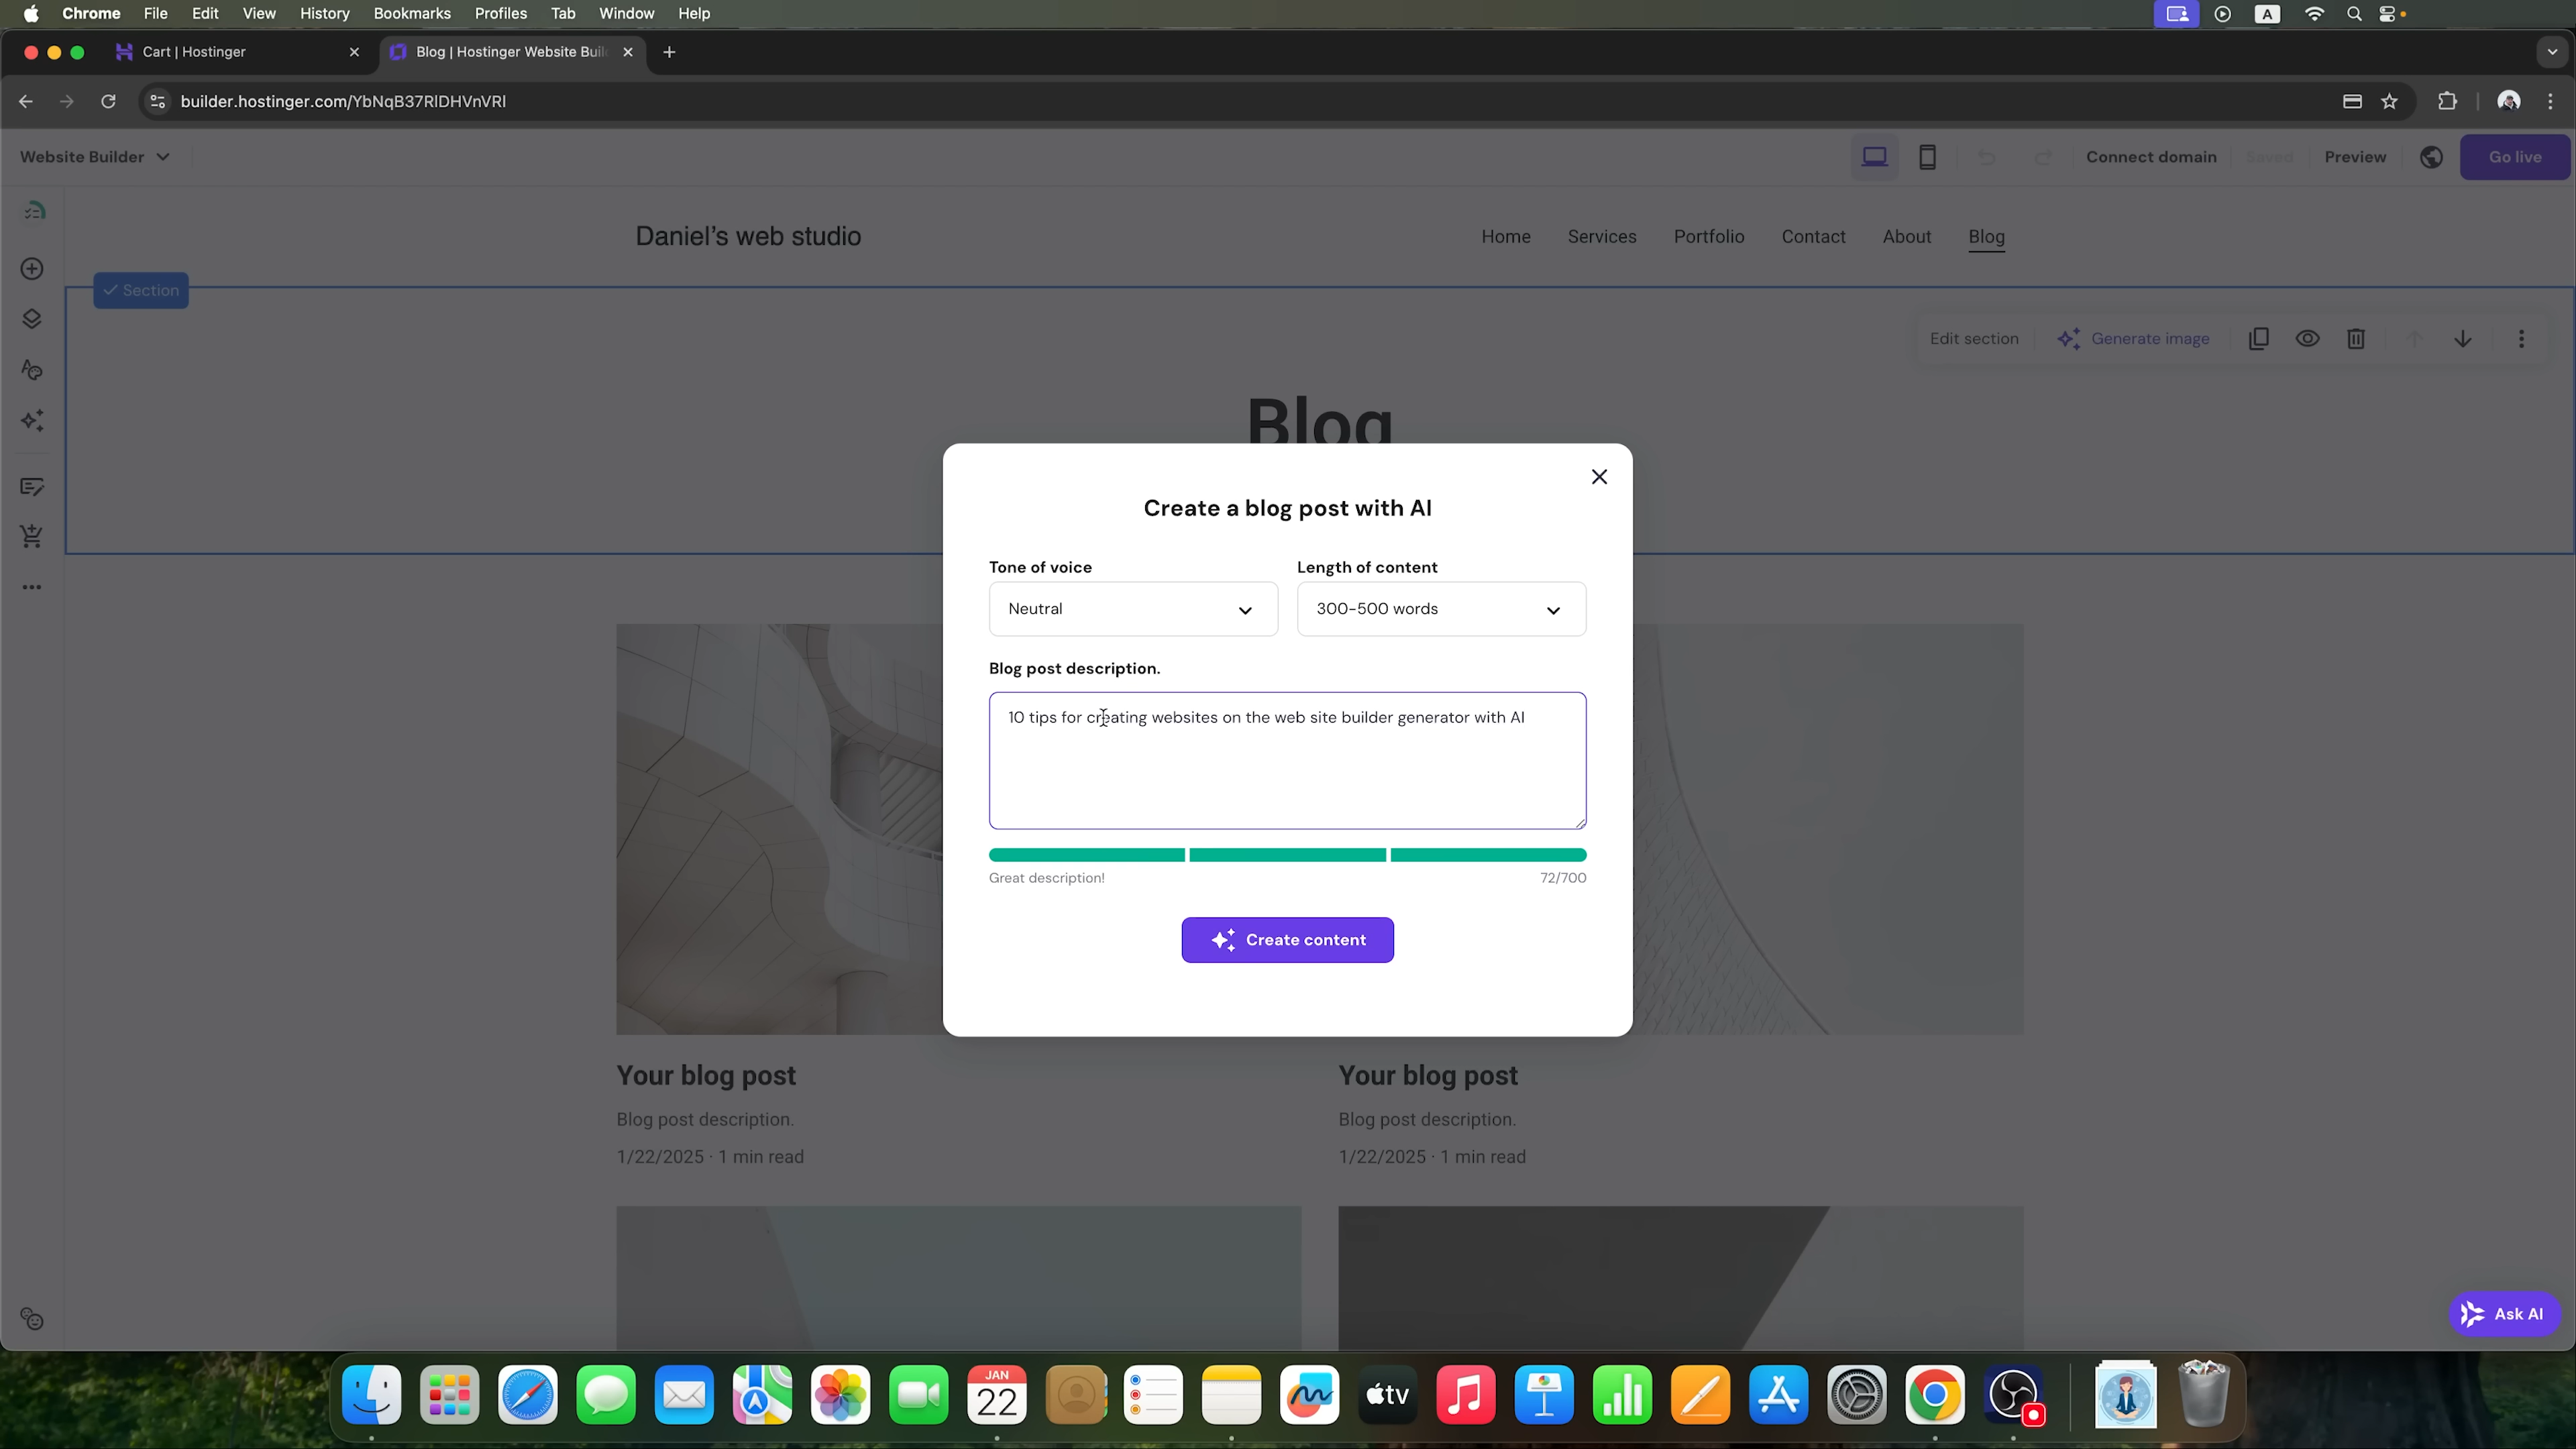 Chrome File Edit View History Bookmarks Profiles Tab Window Help A
Cart | Hostinger
Blog | Hostinger Website Buil
builder.hostinger.com/YbNqB37RlDHVnVRl
Website Builder
Connect domain
Saved
Preview
Go live
Daniel's web studio
Home Services Portfolio Contact About Blog
Section
Edit section
Generate image
Blog
Create a blog post with AI
Tone of voice
Length of content
Neutral
300-500 words
Blog post description.
10 tips for creating websites on the web site builder generator with AI
Great description!
72/700
Create content
Your blog post
Blog post description.
1/22/2025 · 1 min read
Your blog post
Blog post description.
1/22/2025 · 1 min read
Ask AI
JAN
22
tv